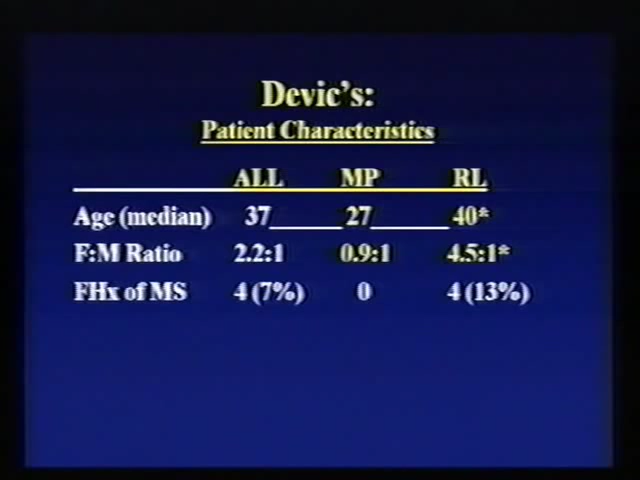 Devic's:
Patient Characteristics
ALL MP RL
Age (median) 37 27 40*
F:M Ratio 2.2:1 0.9:1 4.5:1*
FHx of MS 4 (7%) 0 4 (13%)